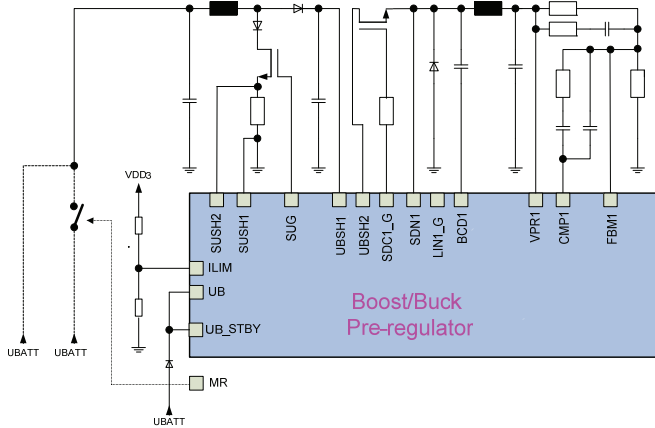 VDD3
SUSH2
SUSH1
SUG
UBSH1
UBSH2
SDC1_G
SDN1
LIN1_G
BCD1
VPR1
CMP1
FBM1
ILIM
UB
UB_STBY
MR
Boost/Buck
Pre-regulator
UBATT
UBATT
UBATT